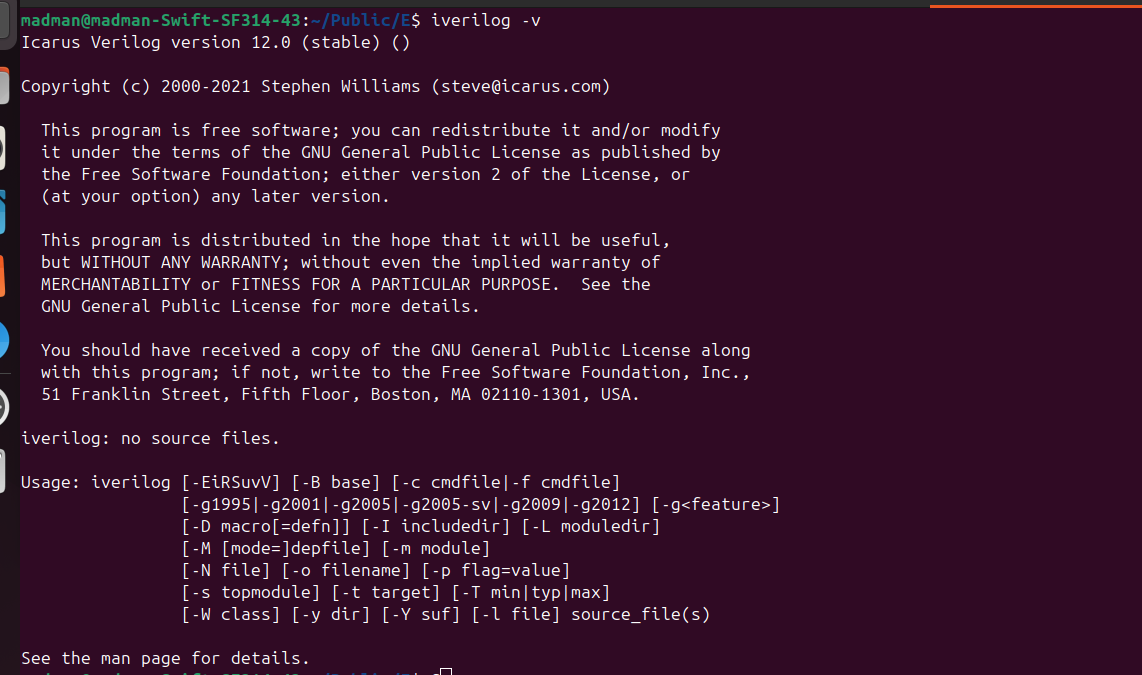 madman@madman-Swift-SF314-43:~/Public/E$ iverilog -v
Icarus Verilog version 12.0 (stable) ()
Copyright (c) 2000-2021 Stephen Williams (steve@icarus.com)
This program is free software; you can redistribute it and/or modify
it under the terms of the GNU General Public License as published by
the Free Software Foundation; either version 2 of the License, or
(at your option) any later version.
This program is distributed in the hope that it will be useful,
but WITHOUT ANY WARRANTY; without even the implied warranty of
MERCHANTABILITY or FITNESS FOR A PARTICULAR PURPOSE.  See the
GNU General Public License for more details.
You should have received a copy of the GNU General Public License along
with this program; if not, write to the Free Software Foundation, Inc.,
51 Franklin Street, Fifth Floor, Boston, MA 02110-1301, USA.
iverilog: no source files.
Usage: iverilog [-EiRSuvV] [-B base] [-c cmdfile|-f cmdfile]
[-g1995|-g2001|-g2005|-g2005-sv|-g2009|-g2012] [-g<feature>]
[-D macro[=defn]] [-I includedir] [-L moduledir]
[-M [mode=]depfile] [-m module]
[-N file] [-o filename] [-p flag=value]
[-s topmodule] [-t target] [-T min|typ|max]
[-W class] [-y dir] [-Y suf] [-l file] source_file(s)
See the man page for details.